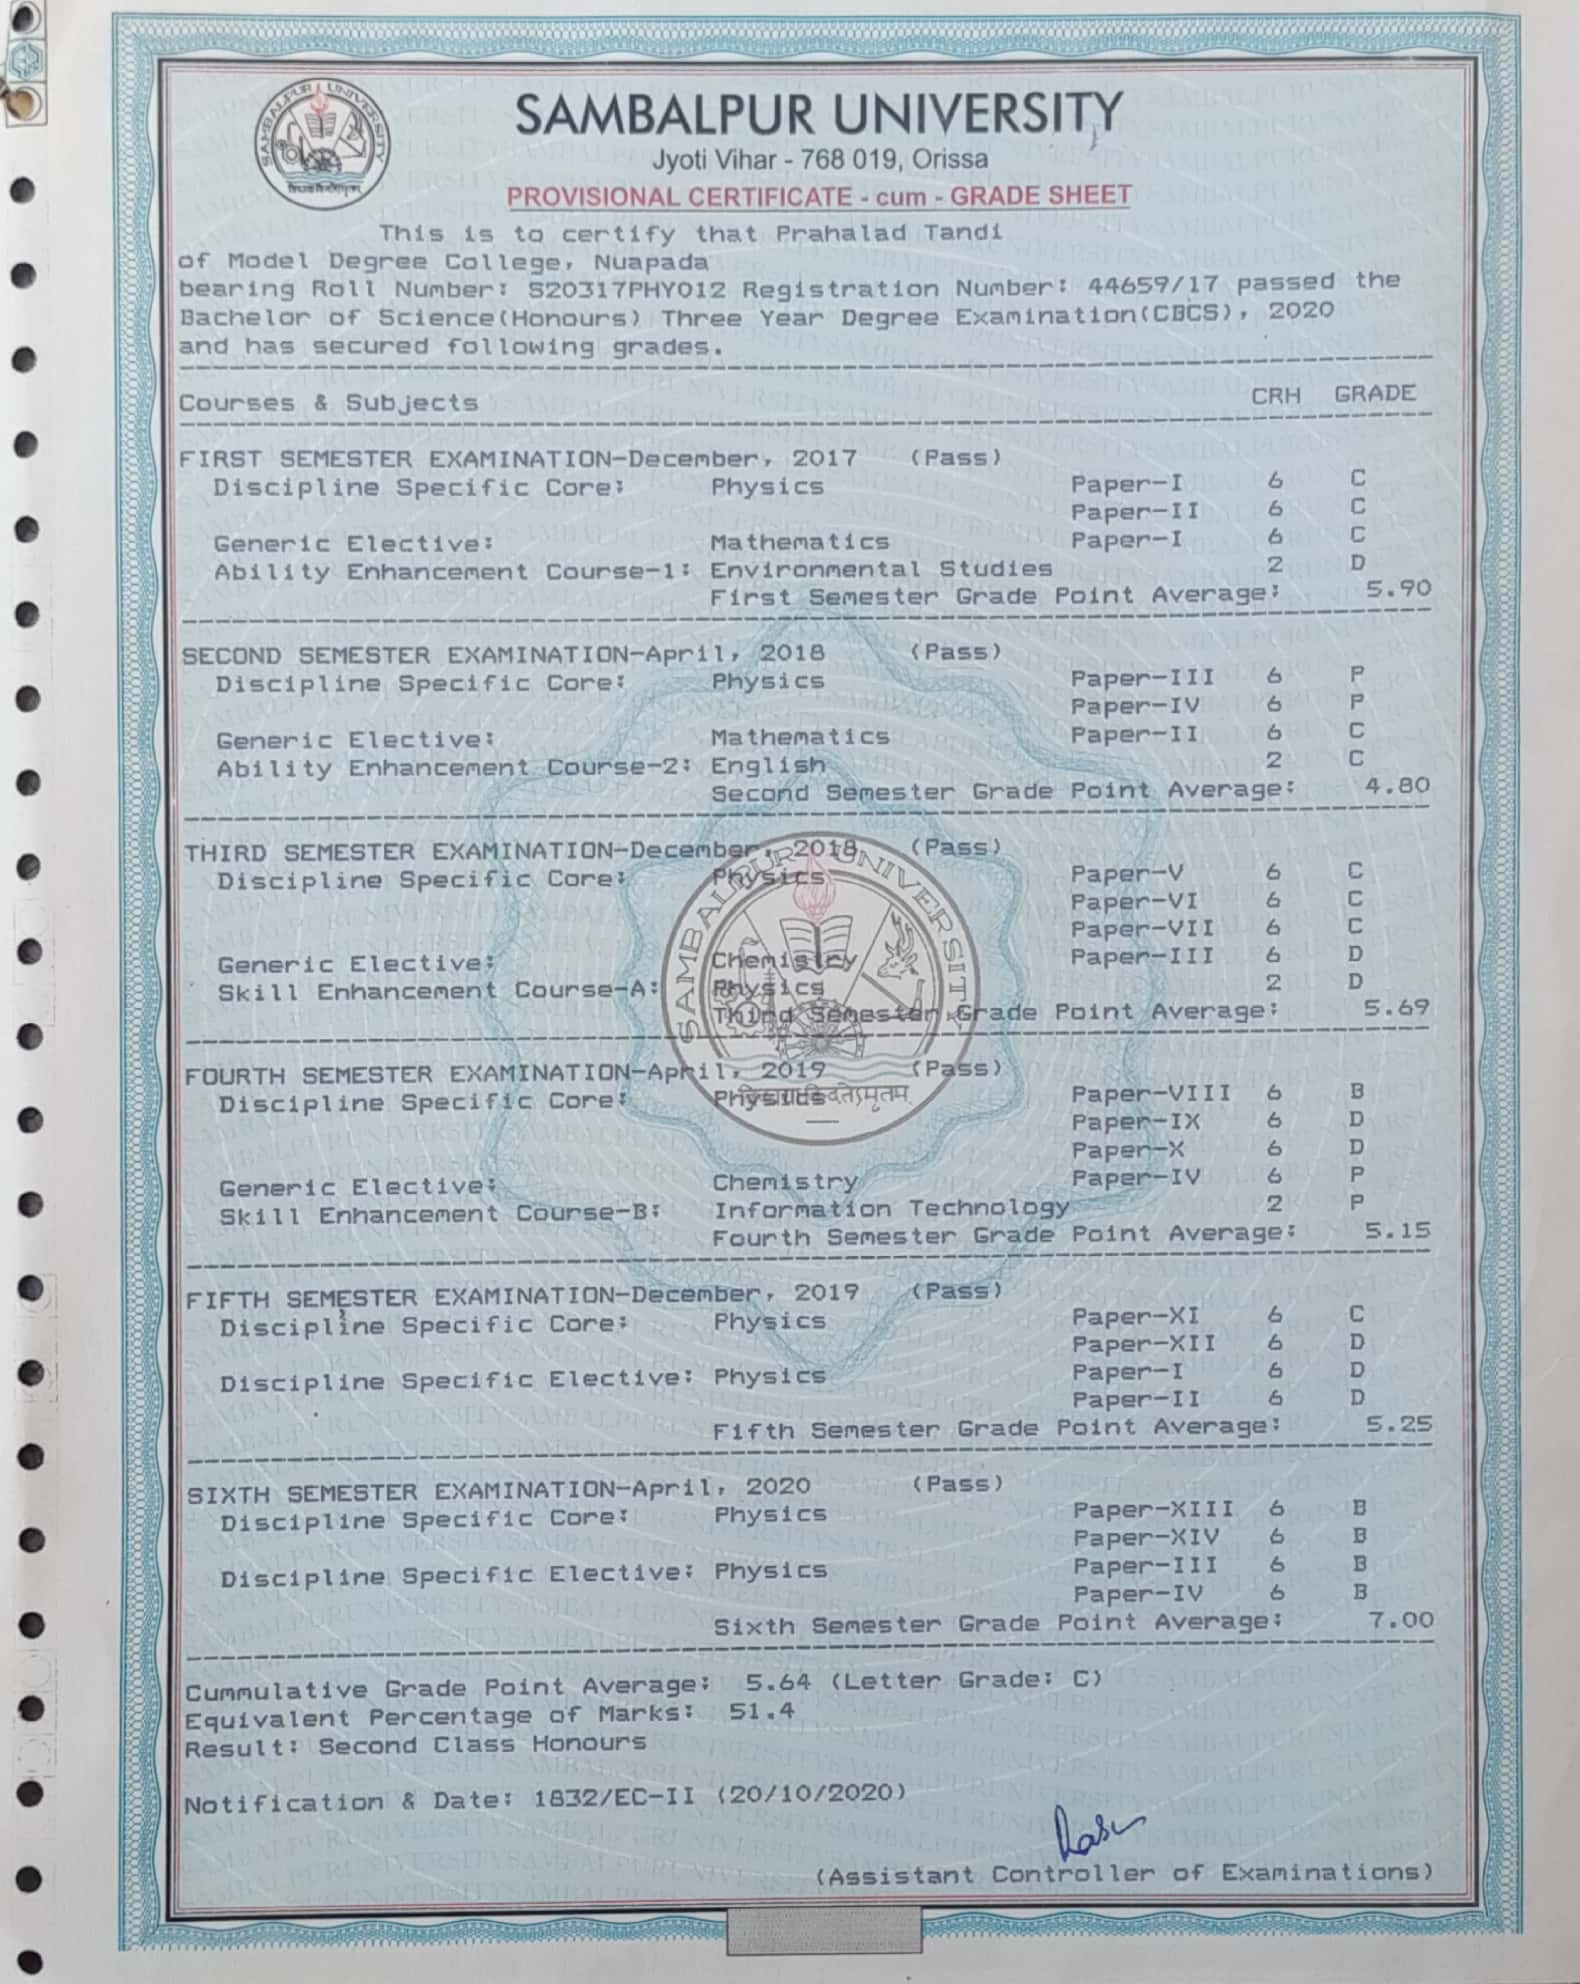 SAMBALPUR UNIVERSITY
SAMBALPUR UNIVERSITY
Jyoti Vihar - 768 019, Orissa
PROVISIONAL CERTIFICATE - cum - GRADE SHEET
This is to certify that Prahalad Tandi
of Model Degree College, Nuapada
bearing Roll Number: S20317PHY012 Registration Number: 44659/17 passed the
Bachelor of Science(Honours) Three Year Degree Examination(CBCS), 2020
and has secured following grades.
Courses & Subjects CRH GRADE
FIRST SEMESTER EXAMINATION-December, 2017 (Pass)
Discipline Specific Core: Physics Paper-I 6 C
Paper-II 6 C
Generic Elective: Mathematics Paper-I 6 C
Ability Enhancement Course-1: Environmental Studies 2 D
First Semester Grade Point Average: 5.90
SECOND SEMESTER EXAMINATION-April, 2018 (Pass)
Discipline Specific Core: Physics Paper-III 6 P
Paper-IV 6 P
Generic Elective: Mathematics Paper-II 6 C
Ability Enhancement Course-2: English 2 C
Second Semester Grade Point Average: 4.80
THIRD SEMESTER EXAMINATION-December, 2018 (Pass)
Discipline Specific Core: Physics Paper-V 6 C
Paper-VI 6 C
Paper-VII 6 C
Generic Elective: Chemistry Paper-III 6 D
Skill Enhancement Course-A: Physics 2 D
Third Semester Grade Point Average: 5.69
SAMBALPUR UNIVERSITY
FOURTH SEMESTER EXAMINATION-April, 2019 (Pass)
Discipline Specific Core: Physics Paper-VIII 6 B
Paper-IX 6 D
Paper-X 6 D
Generic Elective: Chemistry Paper-IV 6 P
Skill Enhancement Course-B: Information Technology 2 P
Fourth Semester Grade Point Average: 5.15
FIFTH SEMESTER EXAMINATION-December, 2019 (Pass)
Discipline Specific Core: Physics Paper-XI 6 C
Paper-XII 6 D
Discipline Specific Elective: Physics Paper-I 6 D
Paper-II 6 D
Fifth Semester Grade Point Average: 5.25
SIXTH SEMESTER EXAMINATION-April, 2020 (Pass)
Discipline Specific Core: Physics Paper-XIII 6 B
Paper-XIV 6 B
Discipline Specific Elective: Physics Paper-III 6 B
Paper-IV 6 B
Sixth Semester Grade Point Average: 7.00
Cummulative Grade Point Average: 5.64 (Letter Grade: C)
Equivalent Percentage of Marks: 51.4
Result: Second Class Honours
Notification & Date: 1832/EC-II (20/10/2020)
(Assistant Controller of Examinations)